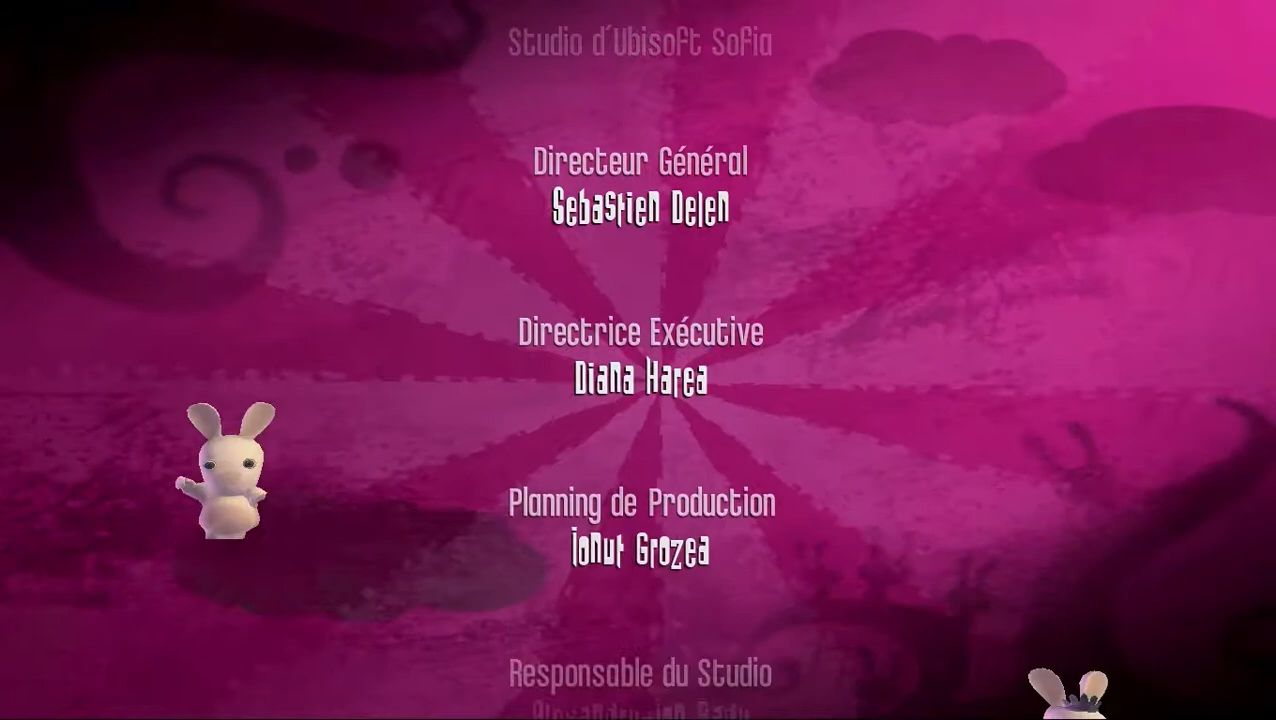 Studio d'Ubisoft Sofia
Directeur Général
Sebastien Delen
Directrice Exécutive
Diana Harea
Planning de Production
Ionut Grozea
Responsable du Studio